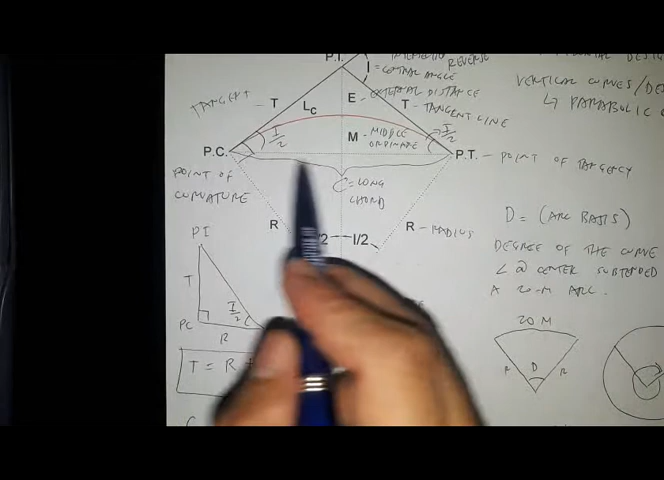 P.I.
REVERSE
I = CENTRAL ANGLE
E - EXTERNAL DISTANCE
TANGENT - T
LC
T - TANGENT LINE
I/2
I/2
M - MIDDLE ORDINATE
P.C.
P.T. - POINT OF TANGENCY
POINT OF CURVATURE
C = LONG CHORD
R
/2
I/2
R - RADIUS
VERTICAL CURVES/
↳ PARABOLIC
D = (ARC BASIS)
DEGREE OF THE CURVE
∠ @ CENTER SUBTENDED
A 20-M ARC.
20 M
R
D
R
PI
T
I/2
PC
R
T = R